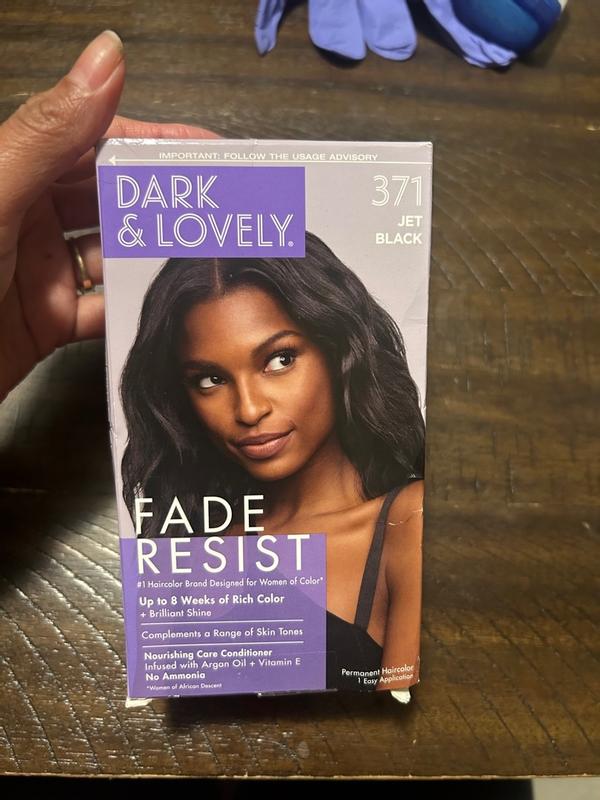 IMPORTANT: FOLLOW THE USAGE ADVISORY
DARK
& LOVELY®
371
JET
BLACK
FADE
RESIST
#1 Haircolor Brand Designed for Women of Color*
Up to 8 Weeks of Rich Color
+ Brilliant Shine
Complements a Range of Skin Tones
Nourishing Care Conditioner
Infused with Argan Oil + Vitamin E
No Ammonia
*Women of African Descent
Permanent Haircolor
1 Easy Application